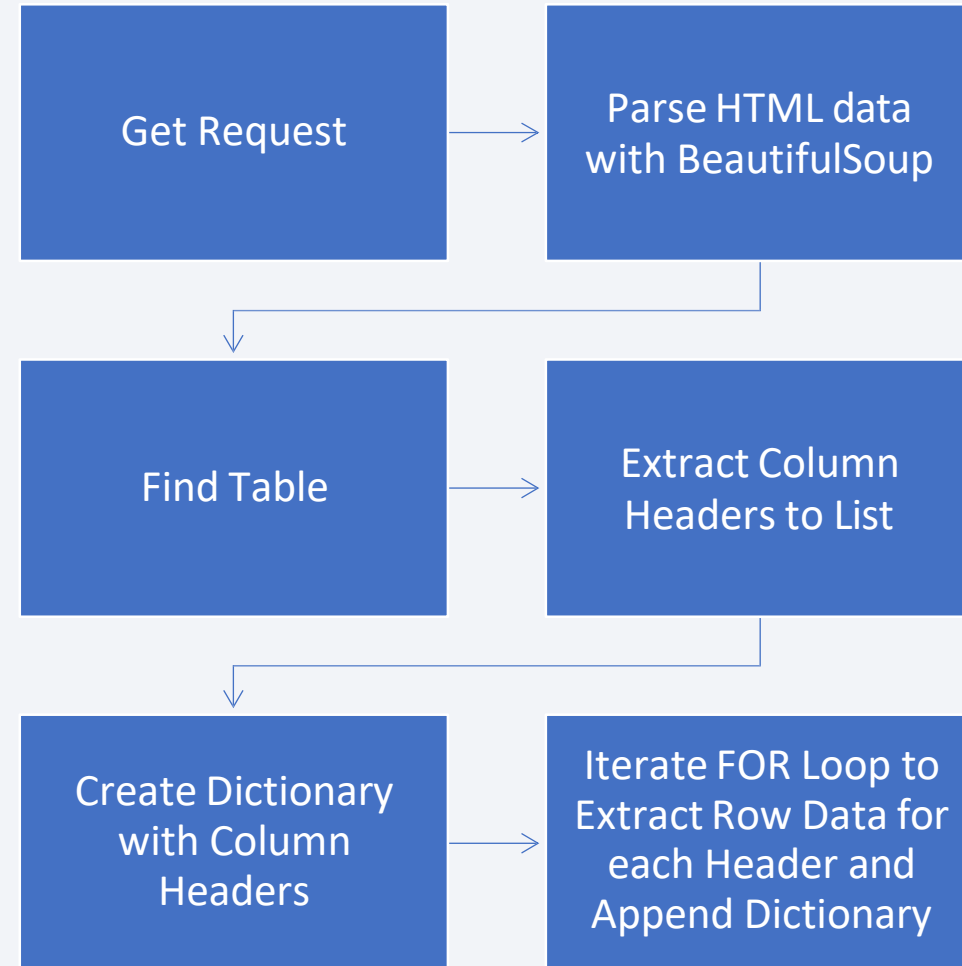 Get Request
Parse HTML data
with BeautifulSoup
Find Table
Extract Column
Headers to List
Create Dictionary
with Column
Headers
Iterate FOR Loop to
Extract Row Data for
each Header and
Append Dictionary